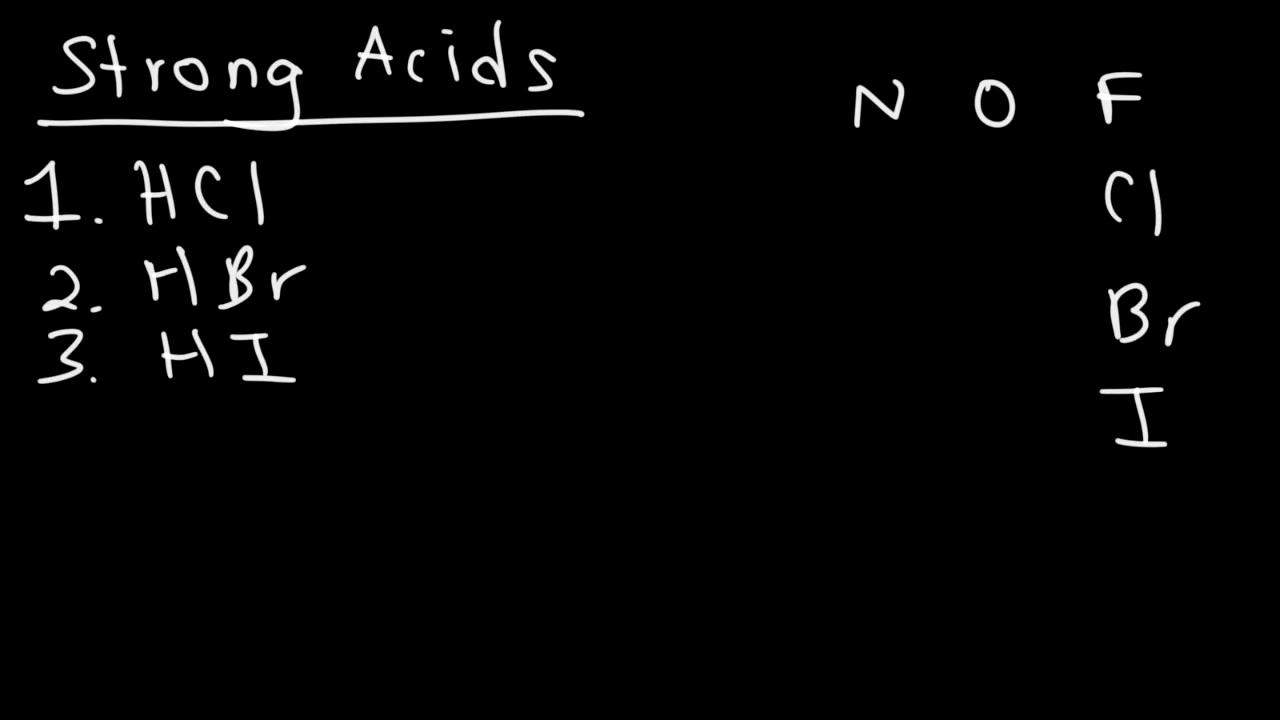 Strong Acids
1. HCl
2. HBr
3. HI
N O F
Cl
Br
I